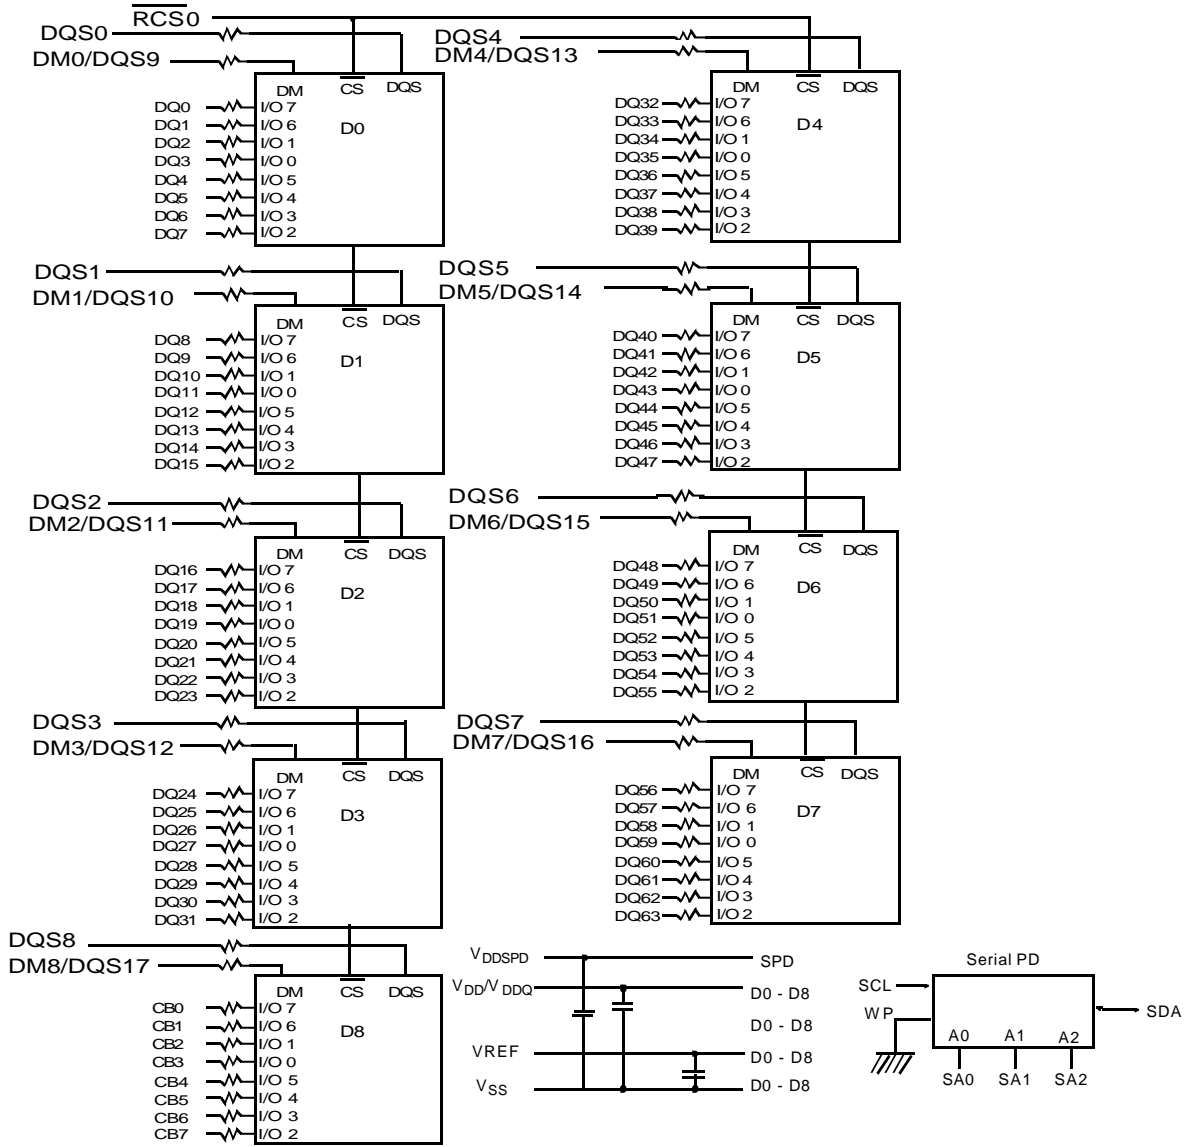 RCS0
DQS0
DM0/DQS9
DM CS DQS
D0
DQ0 I/O 7
DQ1 I/O 6
DQ2 I/O 1
DQ3 I/O 0
DQ4 I/O 5
DQ5 I/O 4
DQ6 I/O 3
DQ7 I/O 2
DQS1
DM1/DQS10
DM CS DQS
D1
DQ8 I/O 7
DQ9 I/O 6
DQ10 I/O 1
DQ11 I/O 0
DQ12 I/O 5
DQ13 I/O 4
DQ14 I/O 3
DQ15 I/O 2
DQS2
DM2/DQS11
DM CS DQS
D2
DQ16 I/O 7
DQ17 I/O 6
DQ18 I/O 1
DQ19 I/O 0
DQ20 I/O 5
DQ21 I/O 4
DQ22 I/O 3
DQ23 I/O 2
DQS3
DM3/DQS12
DM CS DQS
D3
DQ24 I/O 7
DQ25 I/O 6
DQ26 I/O 1
DQ27 I/O 0
DQ28 I/O 5
DQ29 I/O 4
DQ30 I/O 3
DQ31 I/O 2
DQS8
DM8/DQS17
DM CS DQS
D8
CB0 I/O 7
CB1 I/O 6
CB2 I/O 1
CB3 I/O 0
CB4 I/O 5
CB5 I/O 4
CB6 I/O 3
CB7 I/O 2
DQS4
DM4/DQS13
DM CS DQS
D4
DQ32 I/O 7
DQ33 I/O 6
DQ34 I/O 1
DQ35 I/O 0
DQ36 I/O 5
DQ37 I/O 4
DQ38 I/O 3
DQ39 I/O 2
DQS5
DM5/DQS14
DM CS DQS
D5
DQ40 I/O 7
DQ41 I/O 6
DQ42 I/O 1
DQ43 I/O 0
DQ44 I/O 5
DQ45 I/O 4
DQ46 I/O 3
DQ47 I/O 2
DQS6
DM6/DQS15
DM CS DQS
D6
DQ48 I/O 7
DQ49 I/O 6
DQ50 I/O 1
DQ51 I/O 0
DQ52 I/O 5
DQ53 I/O 4
DQ54 I/O 3
DQ55 I/O 2
DQS7
DM7/DQS16
DM CS DQS
D7
DQ56 I/O 7
DQ57 I/O 6
DQ58 I/O 1
DQ59 I/O 0
DQ60 I/O 5
DQ61 I/O 4
DQ62 I/O 3
DQ63 I/O 2
VDDSPD SPD
VDD/VDDQ D0 - D8
D0 - D8
VREF D0 - D8
VSS D0 - D8
Serial PD
SCL
WP
SDA
A0 A1 A2
SA0 SA1 SA2